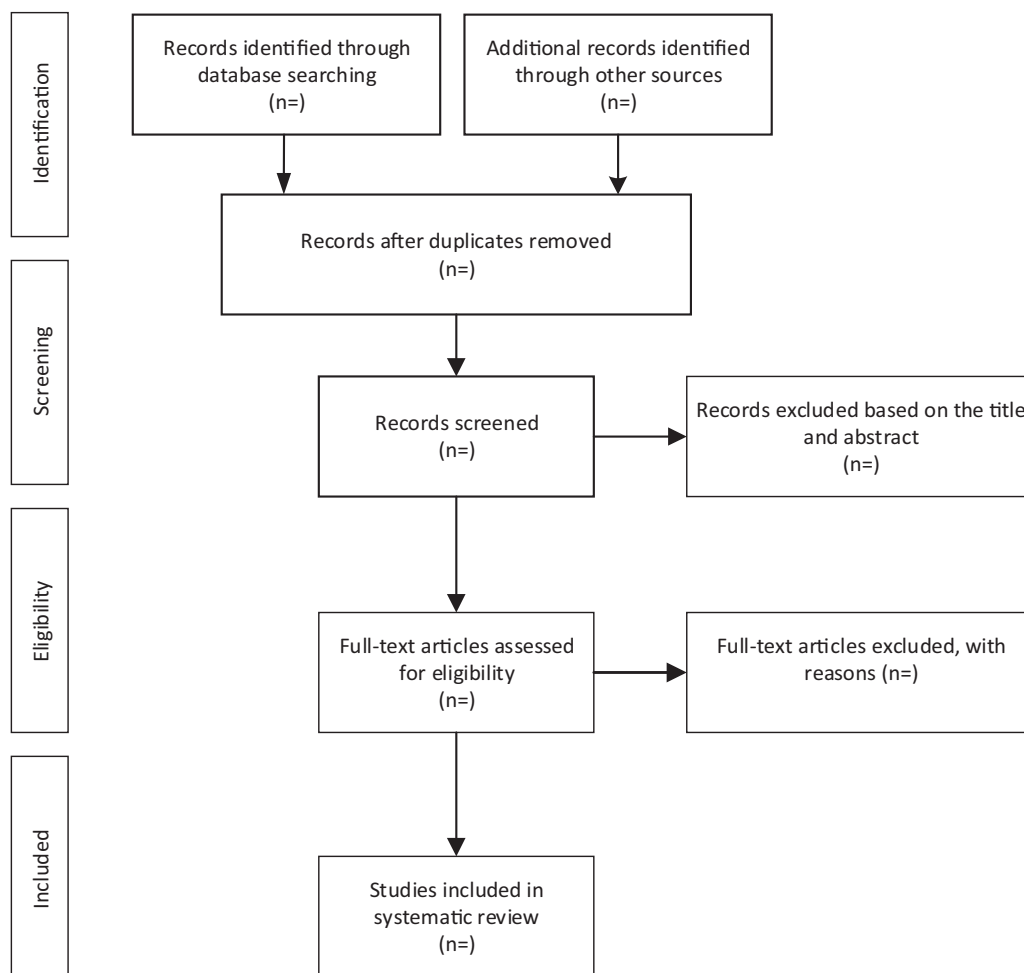 Identification
Records identified through
database searching
(n=)
Additional records identified
through other sources
(n=)
Records after duplicates removed
(n=)
Screening
Records screened
(n=)
Records excluded based on the title
and abstract
(n=)
Eligibility
Full-text articles assessed
for eligibility
(n=)
Full-text articles excluded, with
reasons (n=)
Included
Studies included in
systematic review
(n=)